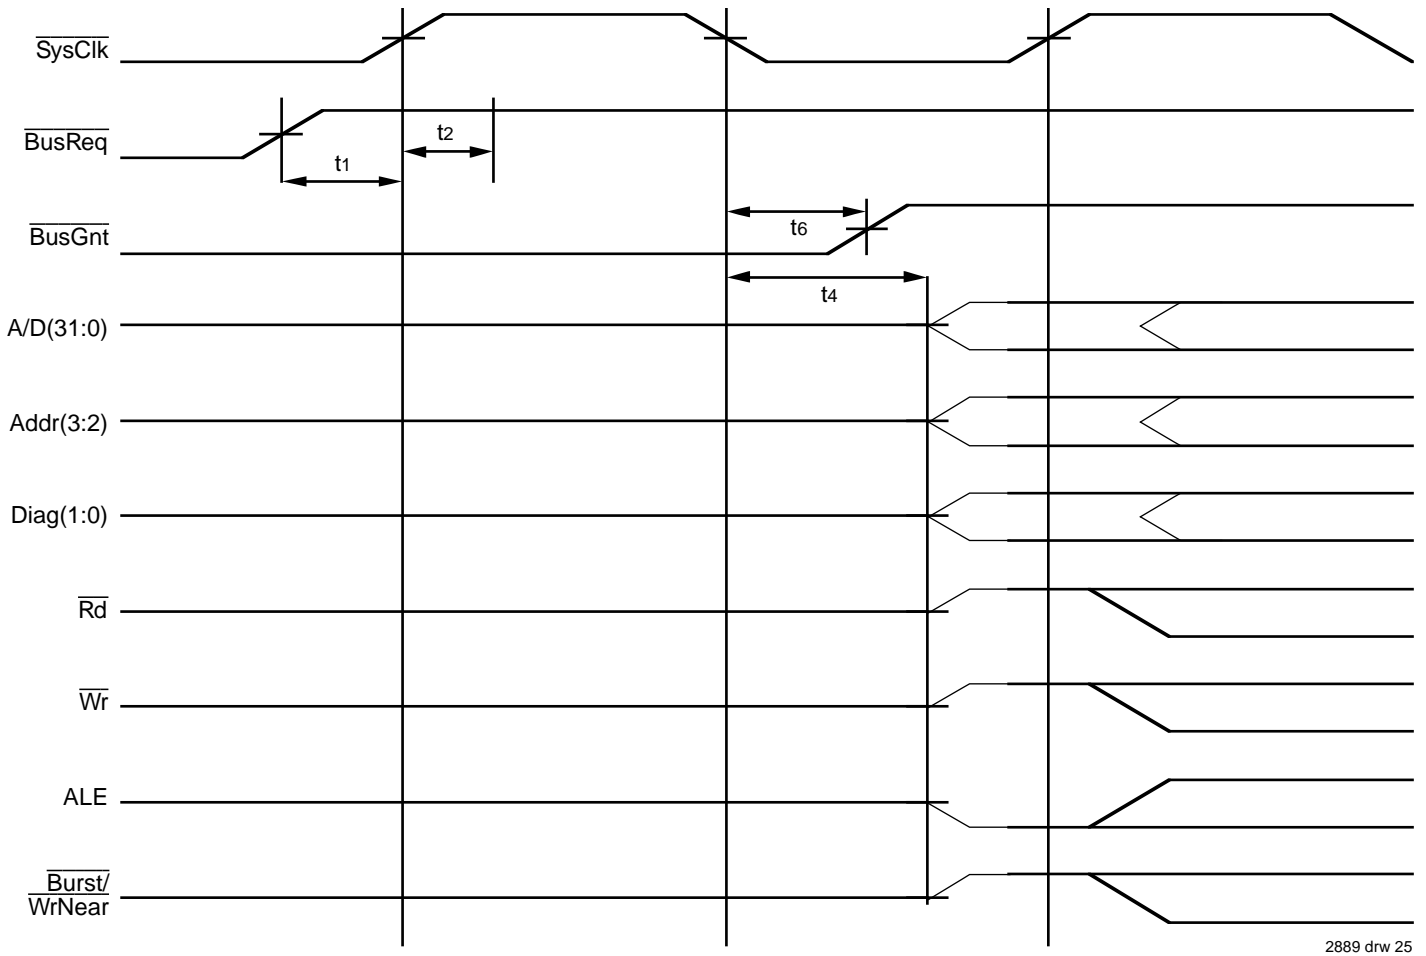 SysClk
BusReq
t2
t1
BusGnt
t6
t4
A/D(31:0)
Addr(3:2)
Diag(1:0)
Rd
Wr
ALE
Burst/
WrNear
2889 drw 25